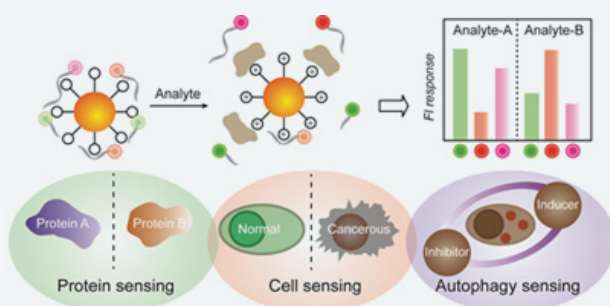 Analyte
Analyte-A
Analyte-B
FI response
Protein A
Protein B
Normal
Cancerous
Inducer
Inhibitor
Protein sensing
Cell sensing
Autophagy sensing